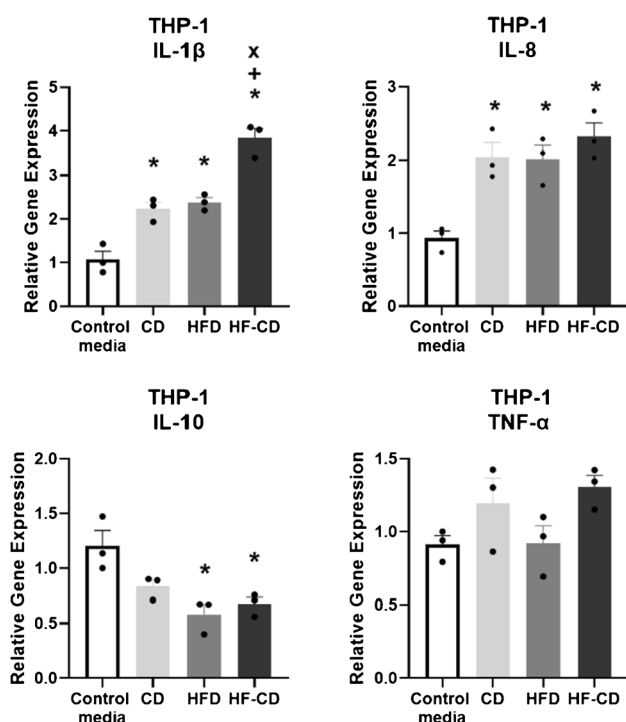 THP-1
IL-1β
Relative Gene Expression
5
4
3
2
1
0
x
+
*
*
*
Control media
CD
HFD
HF-CD
THP-1
IL-8
Relative Gene Expression
3
2
1
0
*
*
*
Control media
CD
HFD
HF-CD
THP-1
IL-10
Relative Gene Expression
2.0
1.5
1.0
0.5
0.0
*
*
Control media
CD
HFD
HF-CD
THP-1
TNF-α
Relative Gene Expression
1.5
1.0
0.5
0.0
Control media
CD
HFD
HF-CD